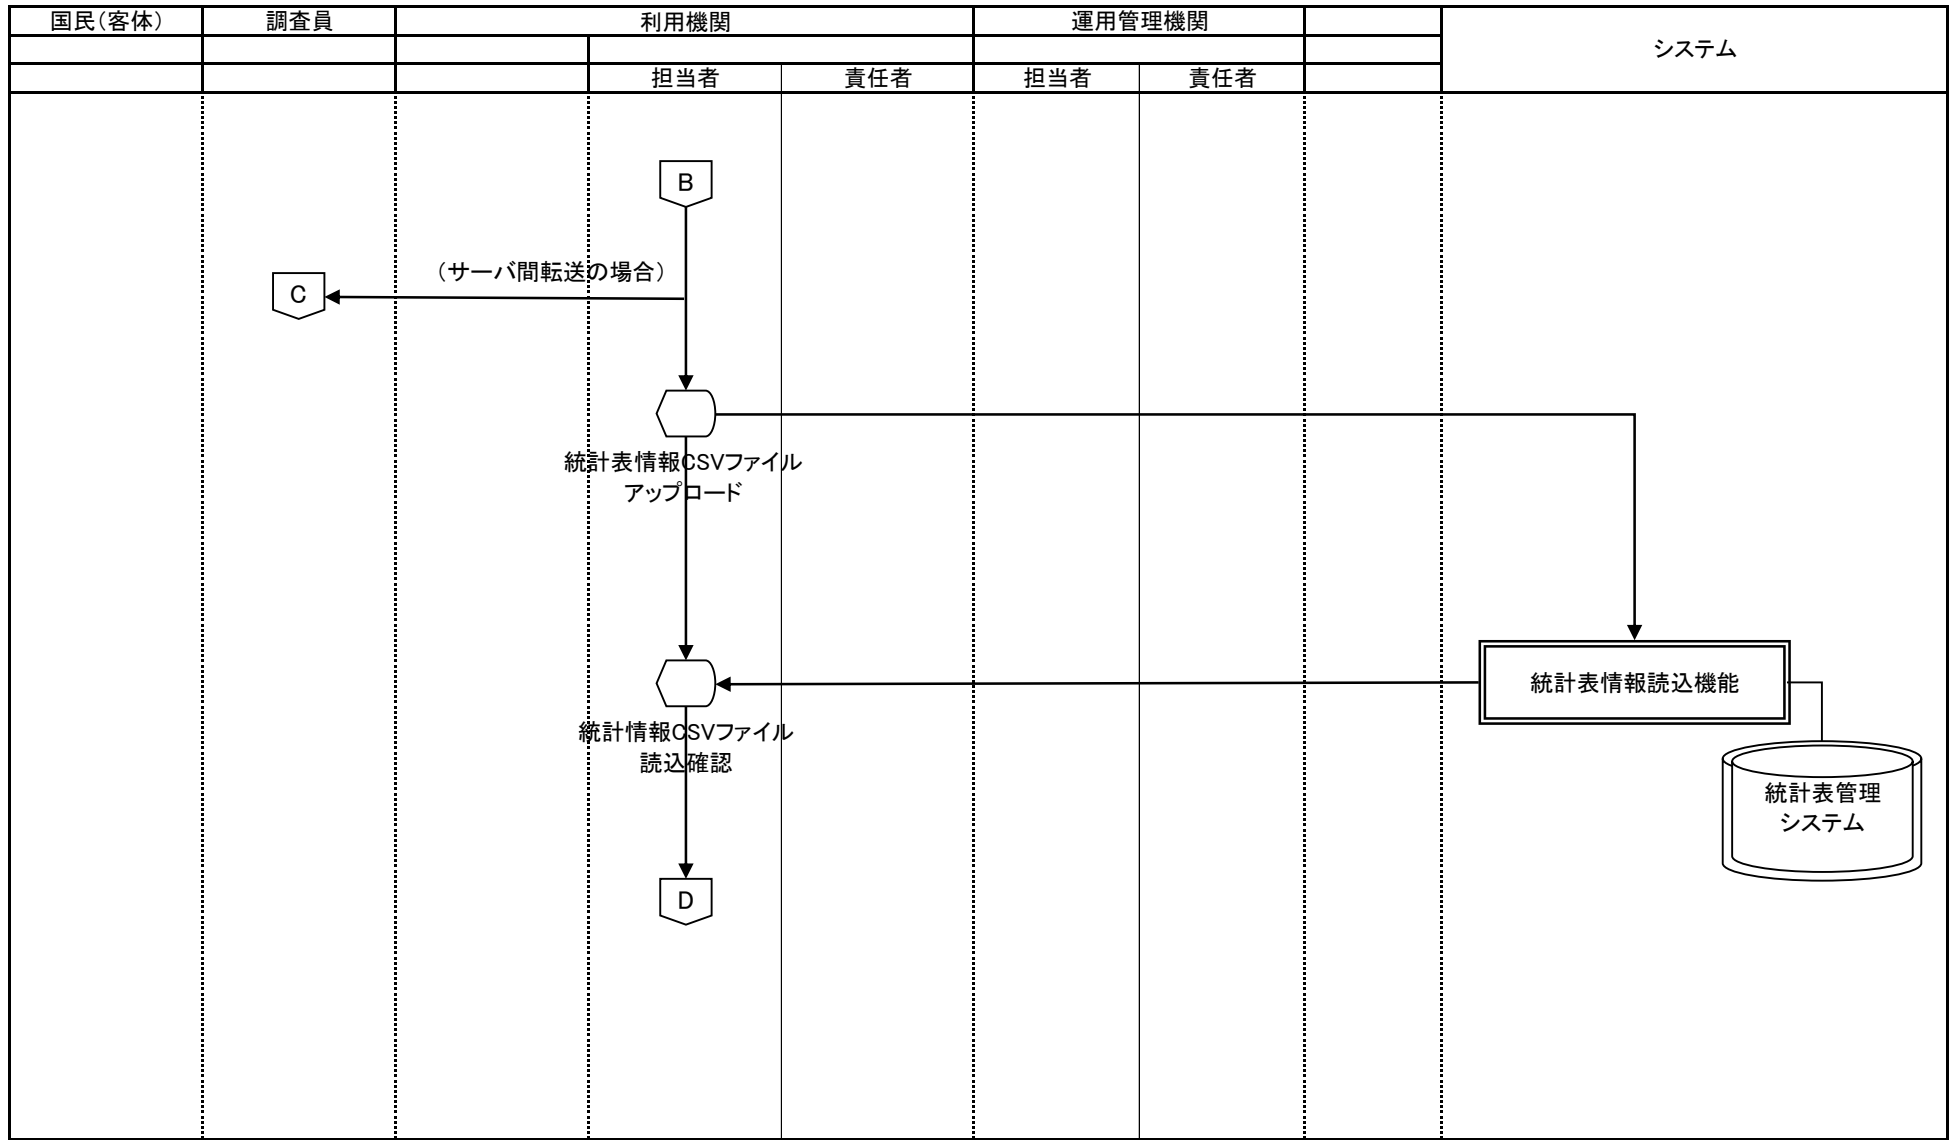 国民（客体）
調査員
利用機関
運用管理機関
システム
担当者
責任者
担当者
責任者
B
（サーバ間転送の場合）
C
統計表情報CSVファイル
アップロード
統計表情報読込機能
統計情報CSVファイル
読込確認
統計表管理
システム
D